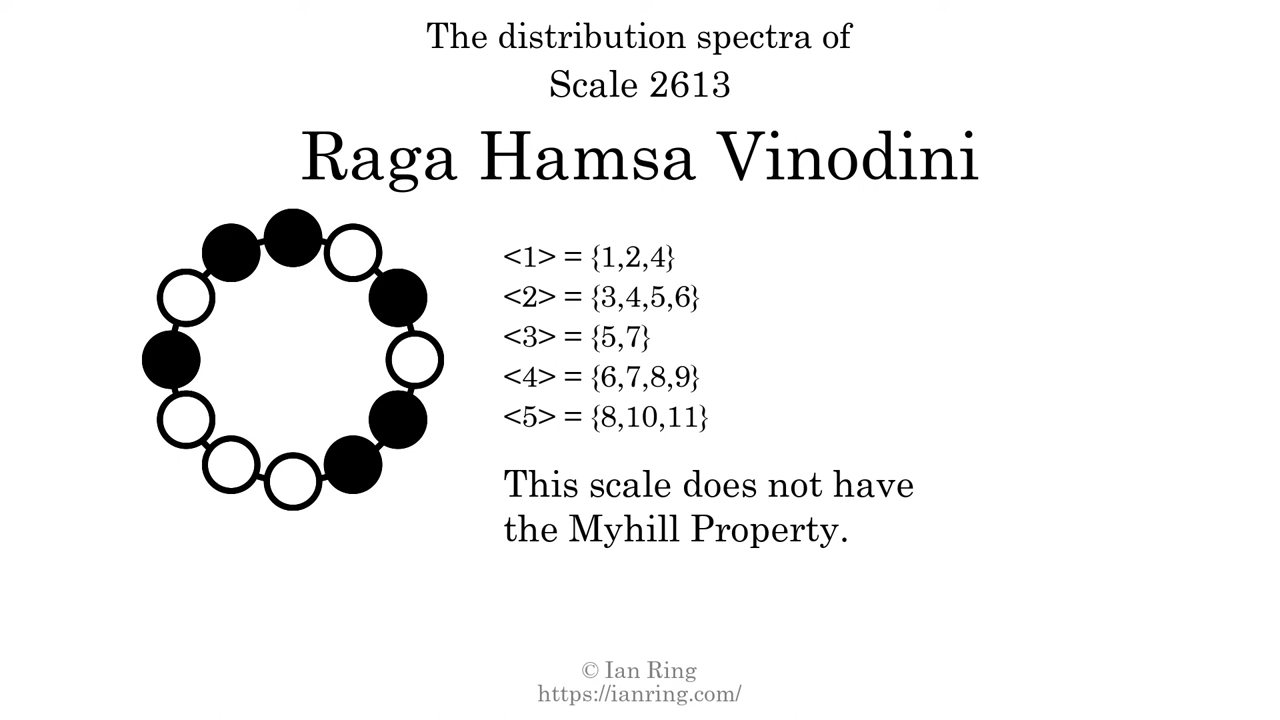 The distribution spectra of
Scale 2613
Raga Hamsa Vinodini
<1> = {1,2,4}
<2> = {3,4,5,6}
<3> = {5,7}
<4> = {6,7,8,9}
<5> = {8,10,11}
This scale does not have
the Myhill Property.
© Ian Ring
https://ianring.com/